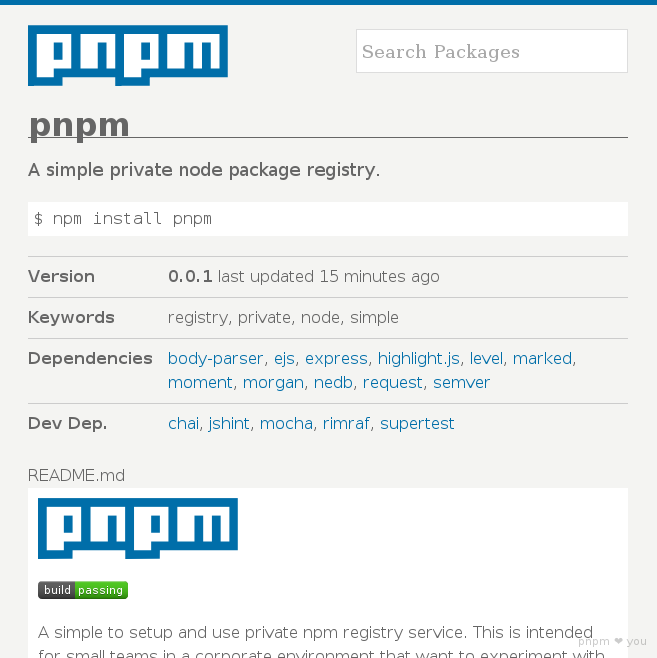 pnpm
Search Packages
pnpm
A simple private node package registry.
$ npm install pnpm
Version 0.0.1 last updated 15 minutes ago
Keywords registry, private, node, simple
Dependencies body-parser, ejs, express, highlight.js, level, marked,
moment, morgan, nedb, request, semver
Dev Dep. chai, jshint, mocha, rimraf, supertest
README.md
pnpm
build passing
A simple to setup and use private npm registry service. This is intended
pnpm ❤ you
for small teams in a corporate environment that want to experiment with